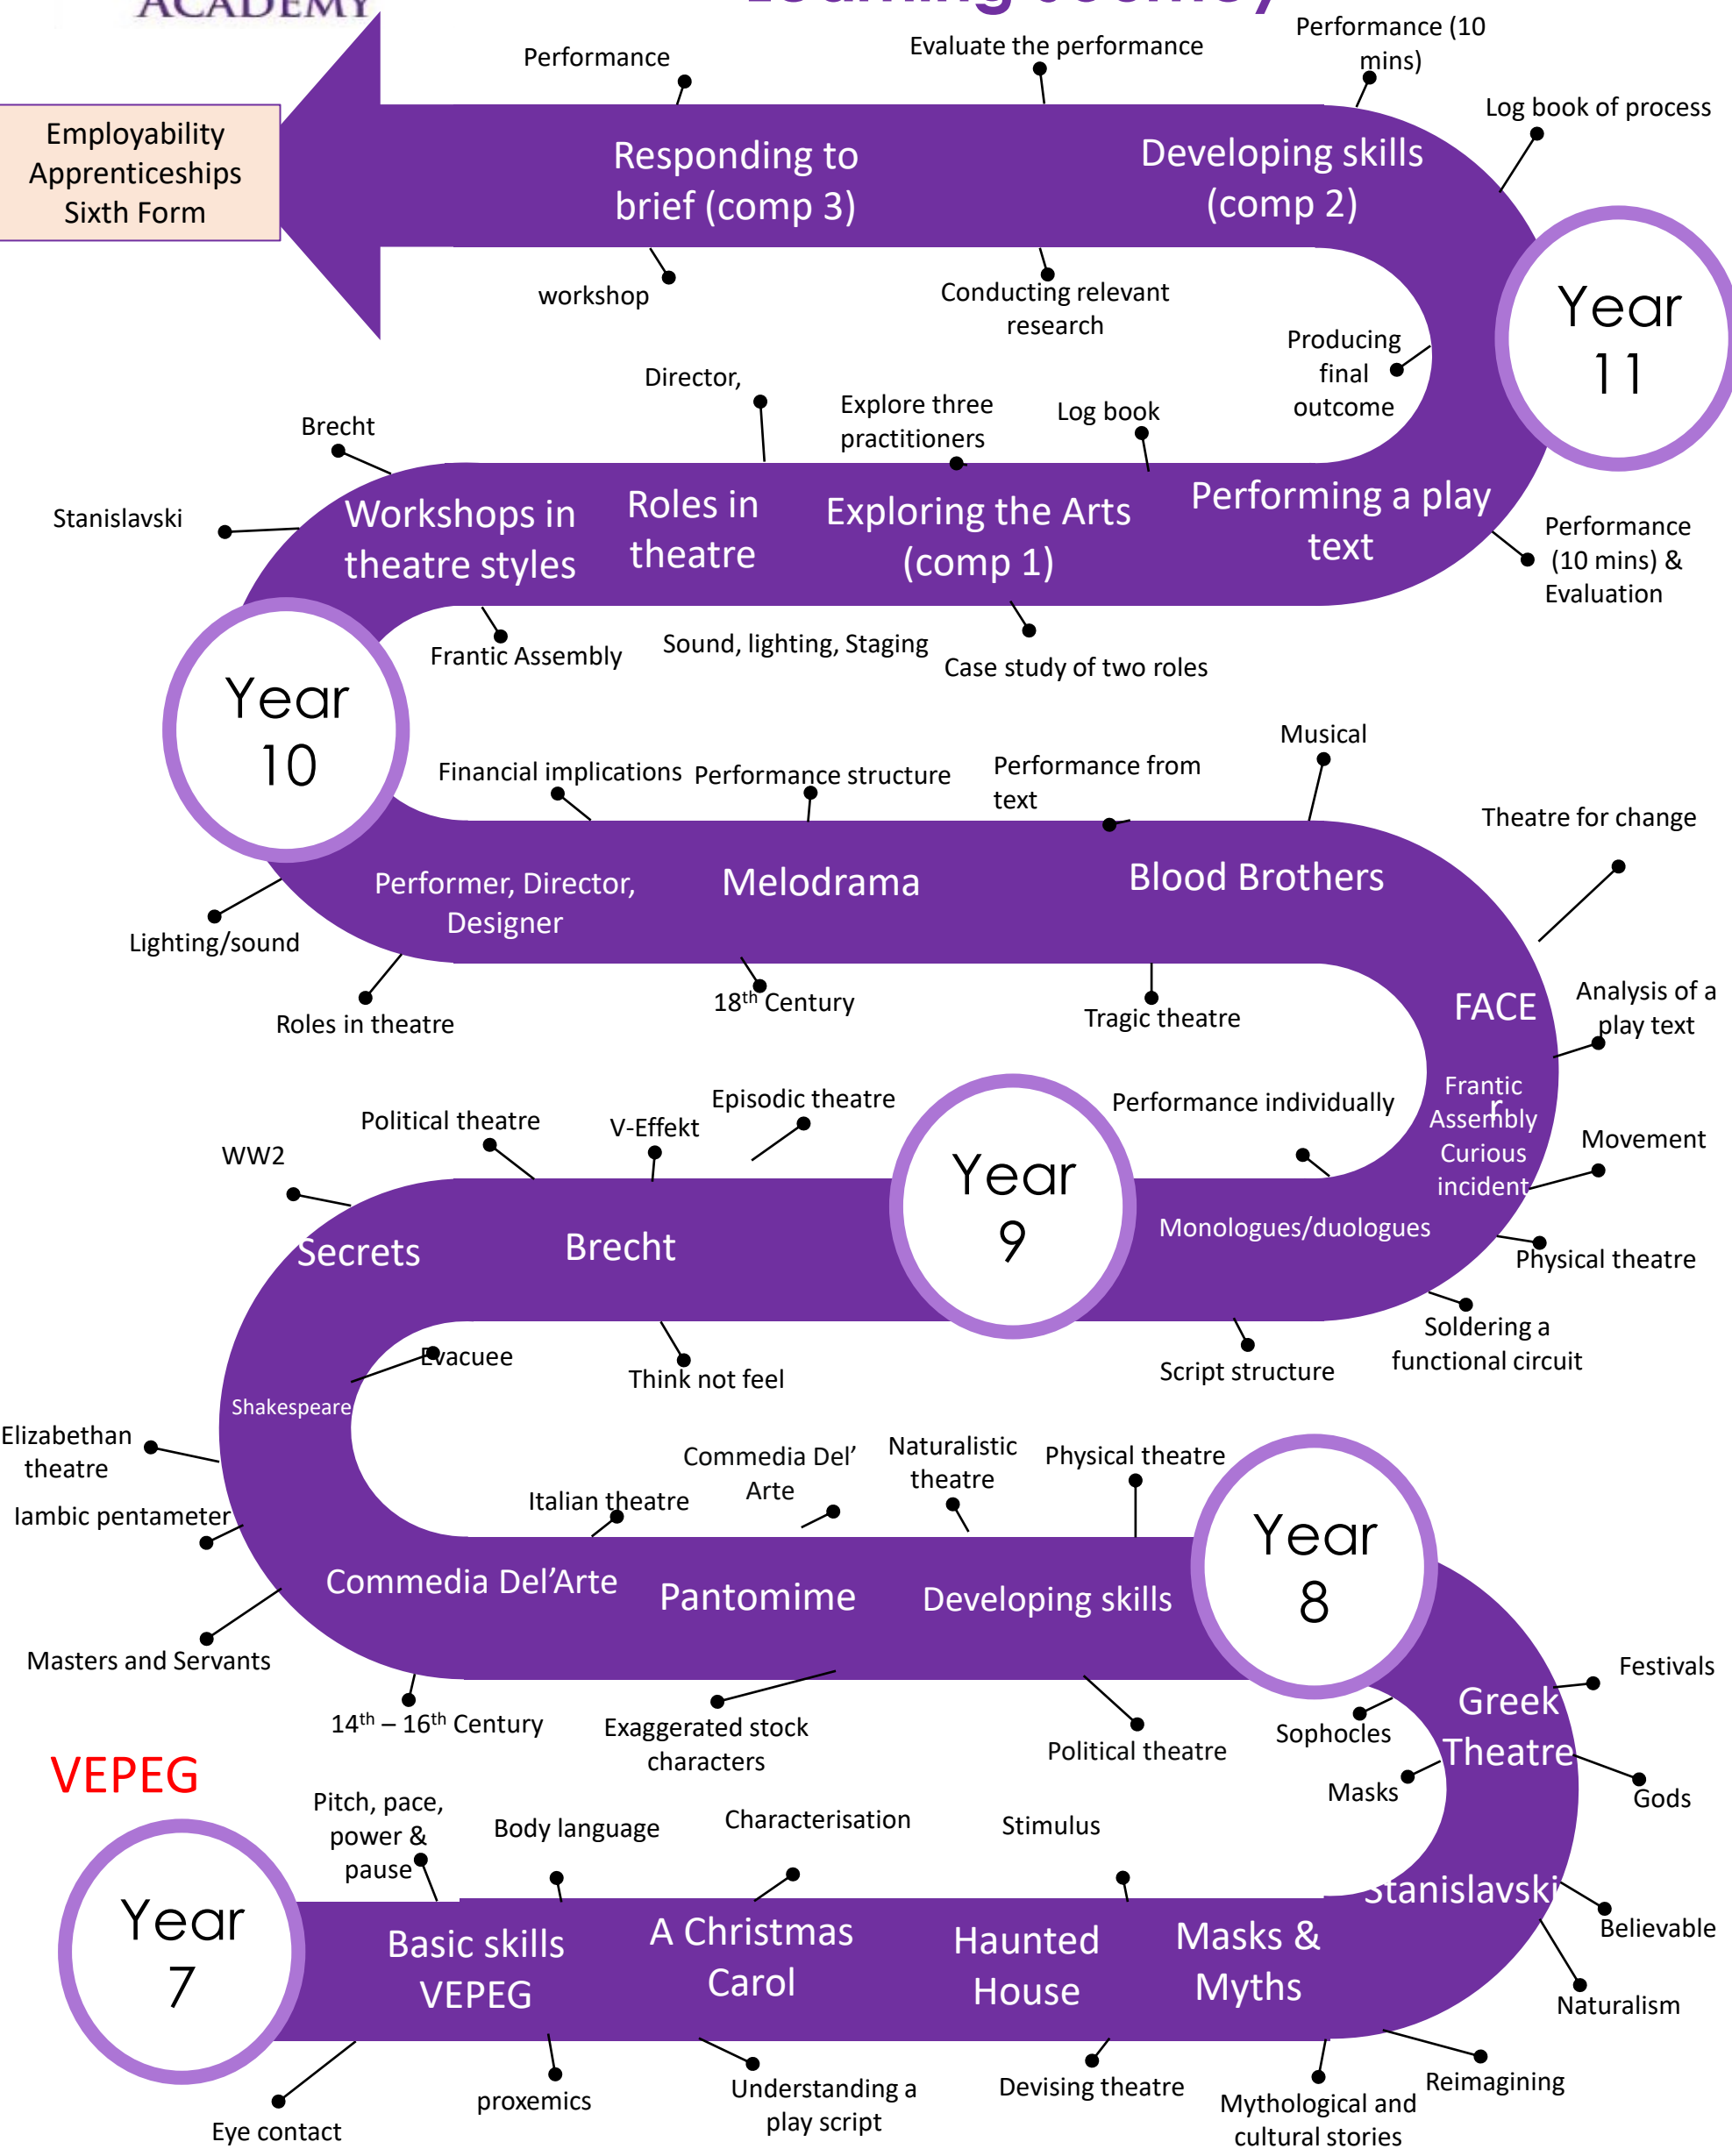 ACADEMY
Learning Journey
Performance
Evaluate the performance
Performance (10
mins)
Log book of process
Employability
Apprenticeships
Sixth Form
Responding to
brief (comp 3)
Developing skills
(comp 2)
workshop
Conducting relevant
research
Year
11
Producing
final
outcome
Director,
Explore three
practitioners
Log book
Brecht
Stanislavski
Workshops in
theatre styles
Roles in
theatre
Exploring the Arts
(comp 1)
Performing a play
text
Performance
(10 mins) &
Evaluation
Frantic Assembly
Sound, lighting, Staging
Case study of two roles
Year
10
Financial implications
Performance structure
Performance from
text
Musical
Theatre for change
Performer, Director,
Designer
Melodrama
Blood Brothers
Lighting/sound
Roles in theatre
18th Century
Tragic theatre
FACE
Analysis of a
play text
Frantic
r
Assembly
Curious
incident
Movement
Physical theatre
Soldering a
functional circuit
Performance individually
Episodic theatre
V-Effekt
Political theatre
WW2
Year
9
Monologues/duologues
Secrets
Brecht
Script structure
Evacuee
Think not feel
Shakespeare
Elizabethan
theatre
Iambic pentameter
Masters and Servants
Italian theatre
Commedia Del’
Arte
Naturalistic
theatre
Physical theatre
Year
8
Commedia Del’Arte
Pantomime
Developing skills
14th – 16th Century
Exaggerated stock
characters
Political theatre
Sophocles
Masks
Greek
Theatre
Festivals
Gods
VEPEG
Pitch, pace,
power &
pause
Body language
Characterisation
Stimulus
Stanislavski
Believable
Naturalism
Year
7
Basic skills
VEPEG
A Christmas
Carol
Haunted
House
Masks &
Myths
Eye contact
proxemics
Understanding a
play script
Devising theatre
Mythological and
cultural stories
Reimagining